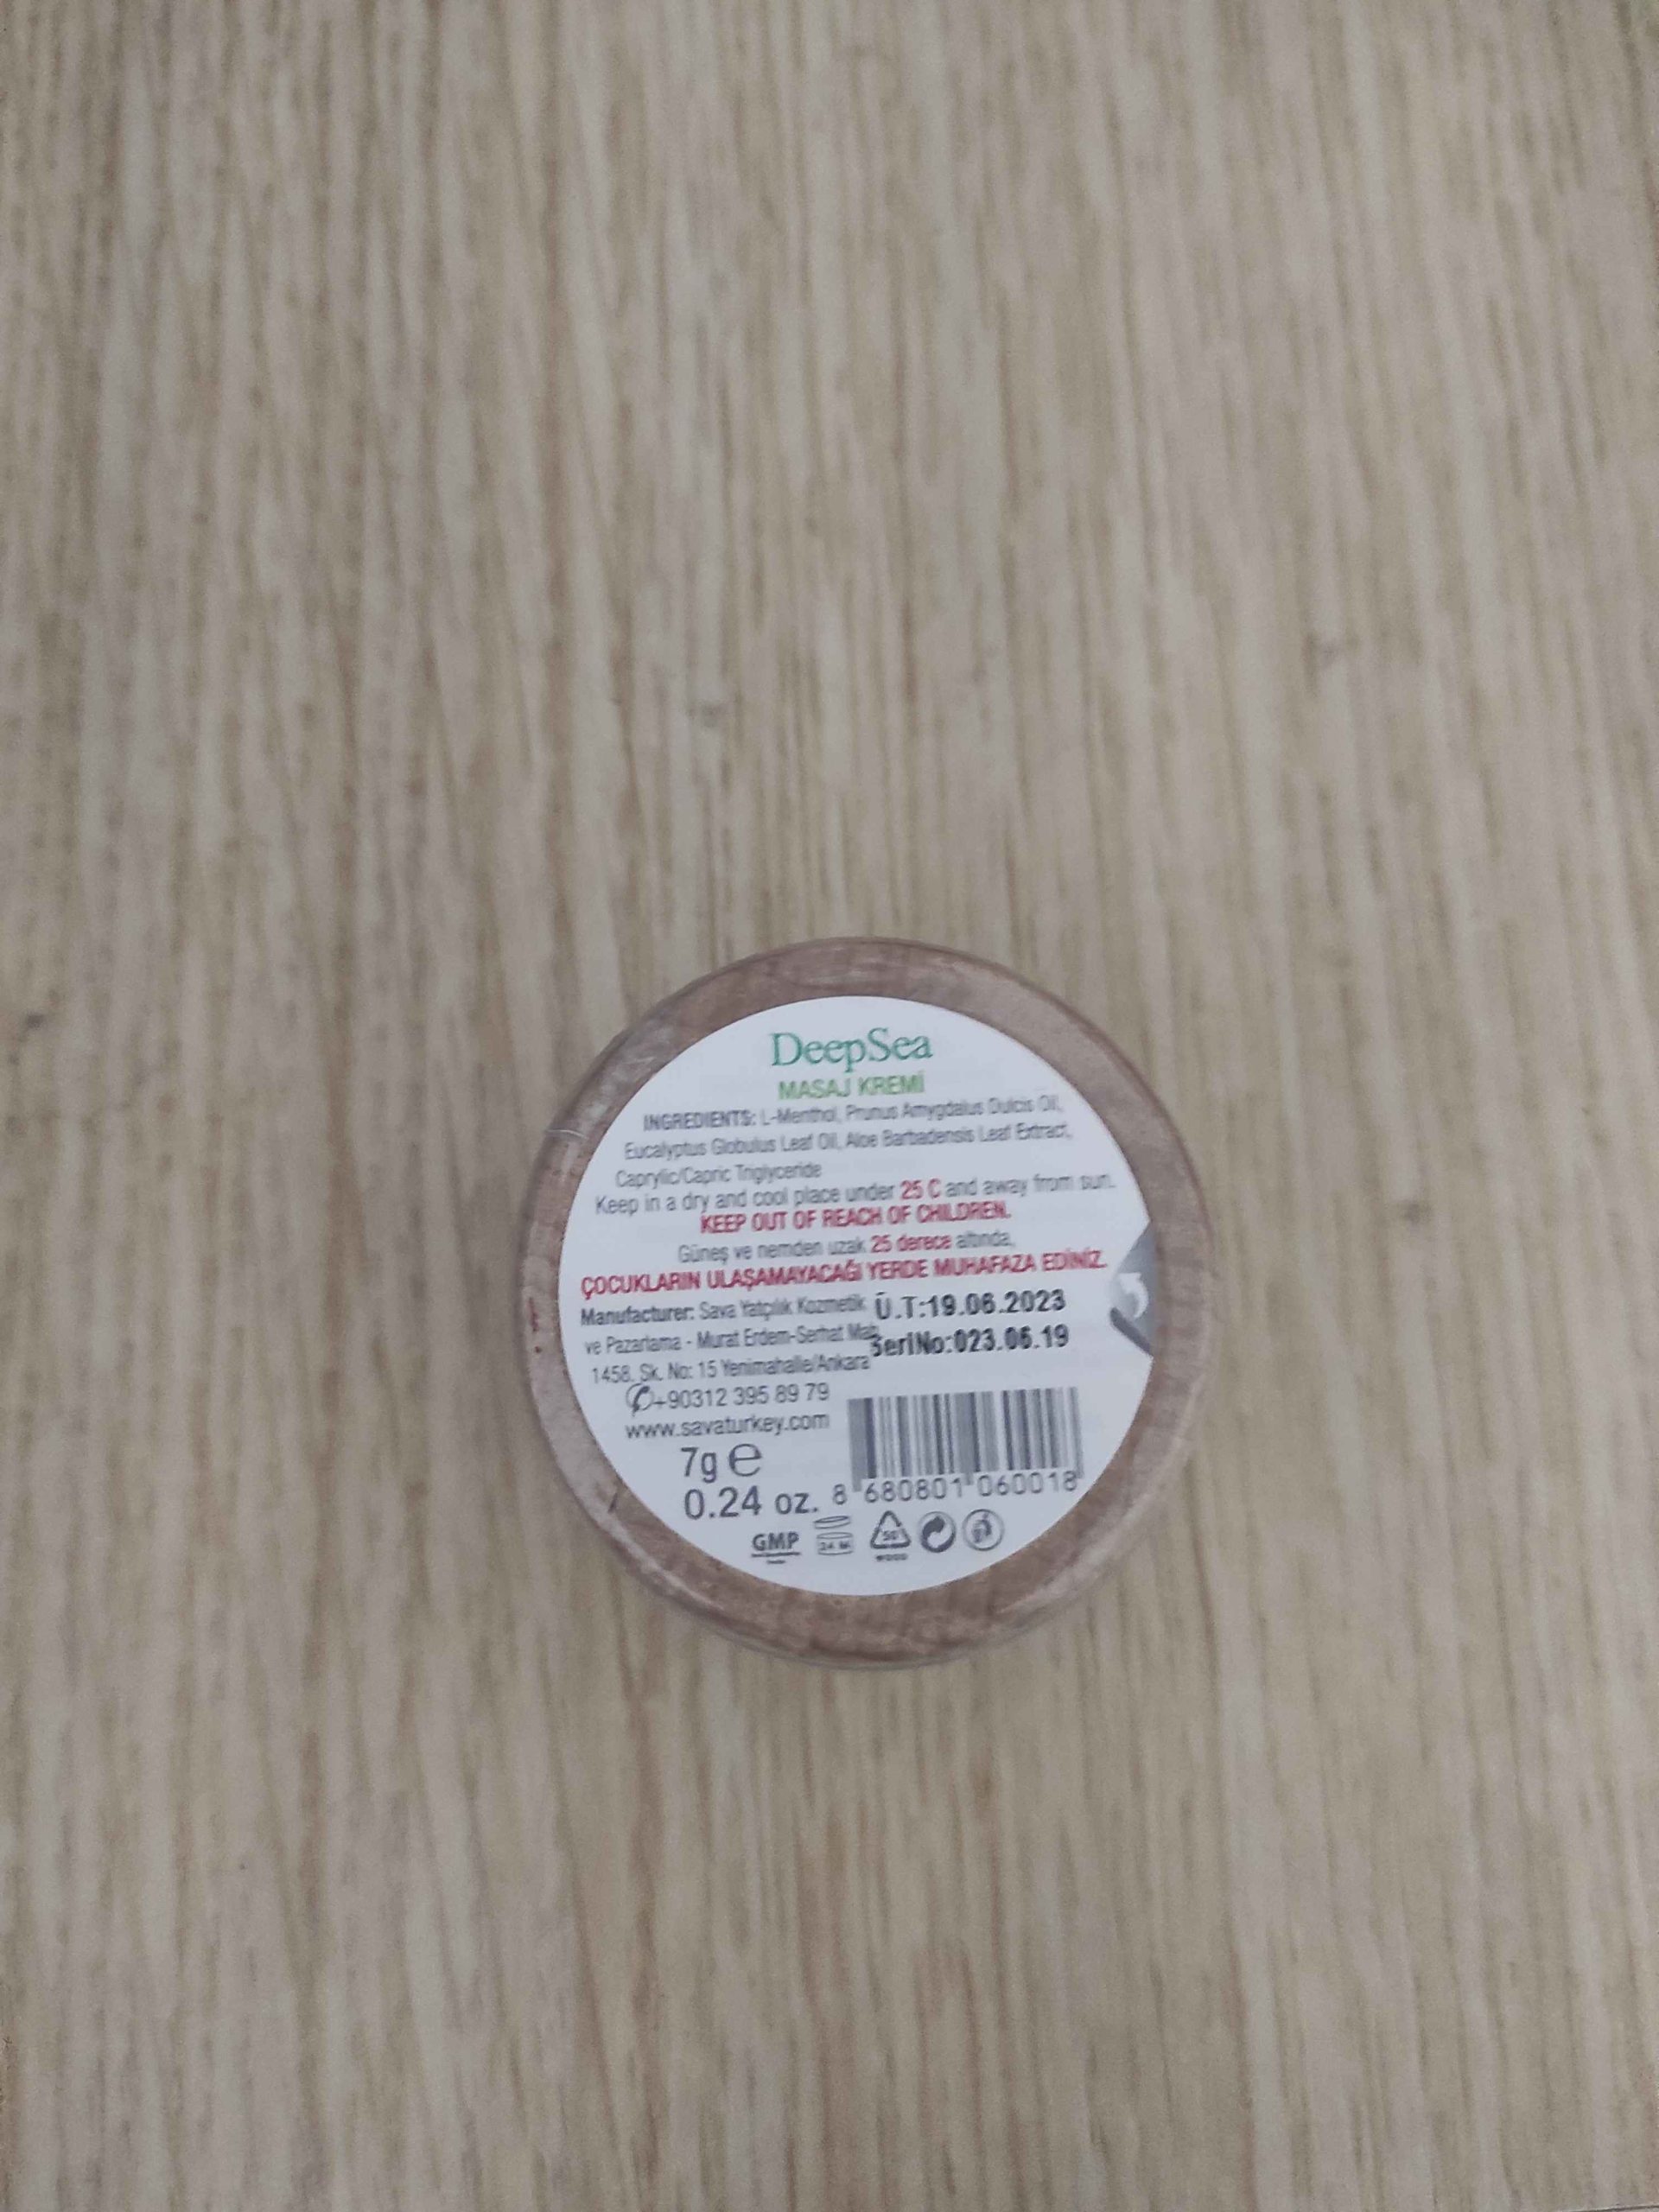 DeepSea
MASAJ KREMİ
INGREDIENTS: L-Menthol, Prunus Amygdalus Dulcis Oil,
Eucalyptus Globulus Leaf Oil, Aloe Barbadensis Leaf Extract,
Caprylic/Capric Triglyceride
Keep in a dry and cool place under 25 C and away from sun.
KEEP OUT OF REACH OF CHILDREN.
Güneş ve nemden uzak 25 derece altında,
ÇOCUKLARIN ULAŞAMAYACAĞI YERDE MUHAFAZA EDİNİZ.
Manufacturer: Sava Yatçılık Kozmetik
ve Pazarlama - Murat Erdem-Serhat Mah.
1458. Sk. No: 15 Yenimahalle/Ankara
Ü.T:19.06.2023
SeriNo:023.06.19
+90312 395 89 79
www.savaturkey.com
7g e
0.24 oz.
8 680801 060018
GMP
24 M
50
WOOD